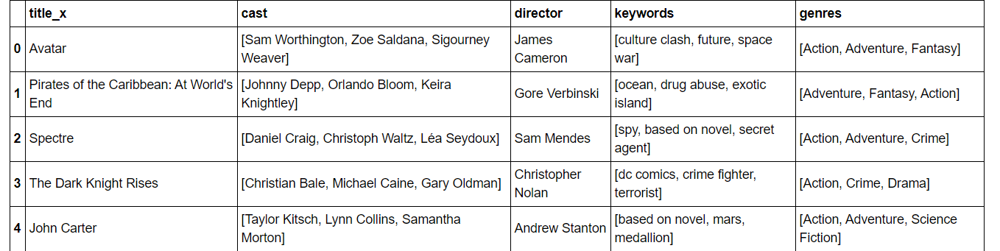 title_x cast director keywords genres
0 Avatar [Sam Worthington, Zoe Saldana, Sigourney Weaver] James Cameron [culture clash, future, space war] [Action, Adventure, Fantasy]
1 Pirates of the Caribbean: At World's End [Johnny Depp, Orlando Bloom, Keira Knightley] Gore Verbinski [ocean, drug abuse, exotic island] [Adventure, Fantasy, Action]
2 Spectre [Daniel Craig, Christoph Waltz, Léa Seydoux] Sam Mendes [spy, based on novel, secret agent] [Action, Adventure, Crime]
3 The Dark Knight Rises [Christian Bale, Michael Caine, Gary Oldman] Christopher Nolan [dc comics, crime fighter, terrorist] [Action, Crime, Drama]
4 John Carter [Taylor Kitsch, Lynn Collins, Samantha Morton] Andrew Stanton [based on novel, mars, medallion] [Action, Adventure, Science Fiction]